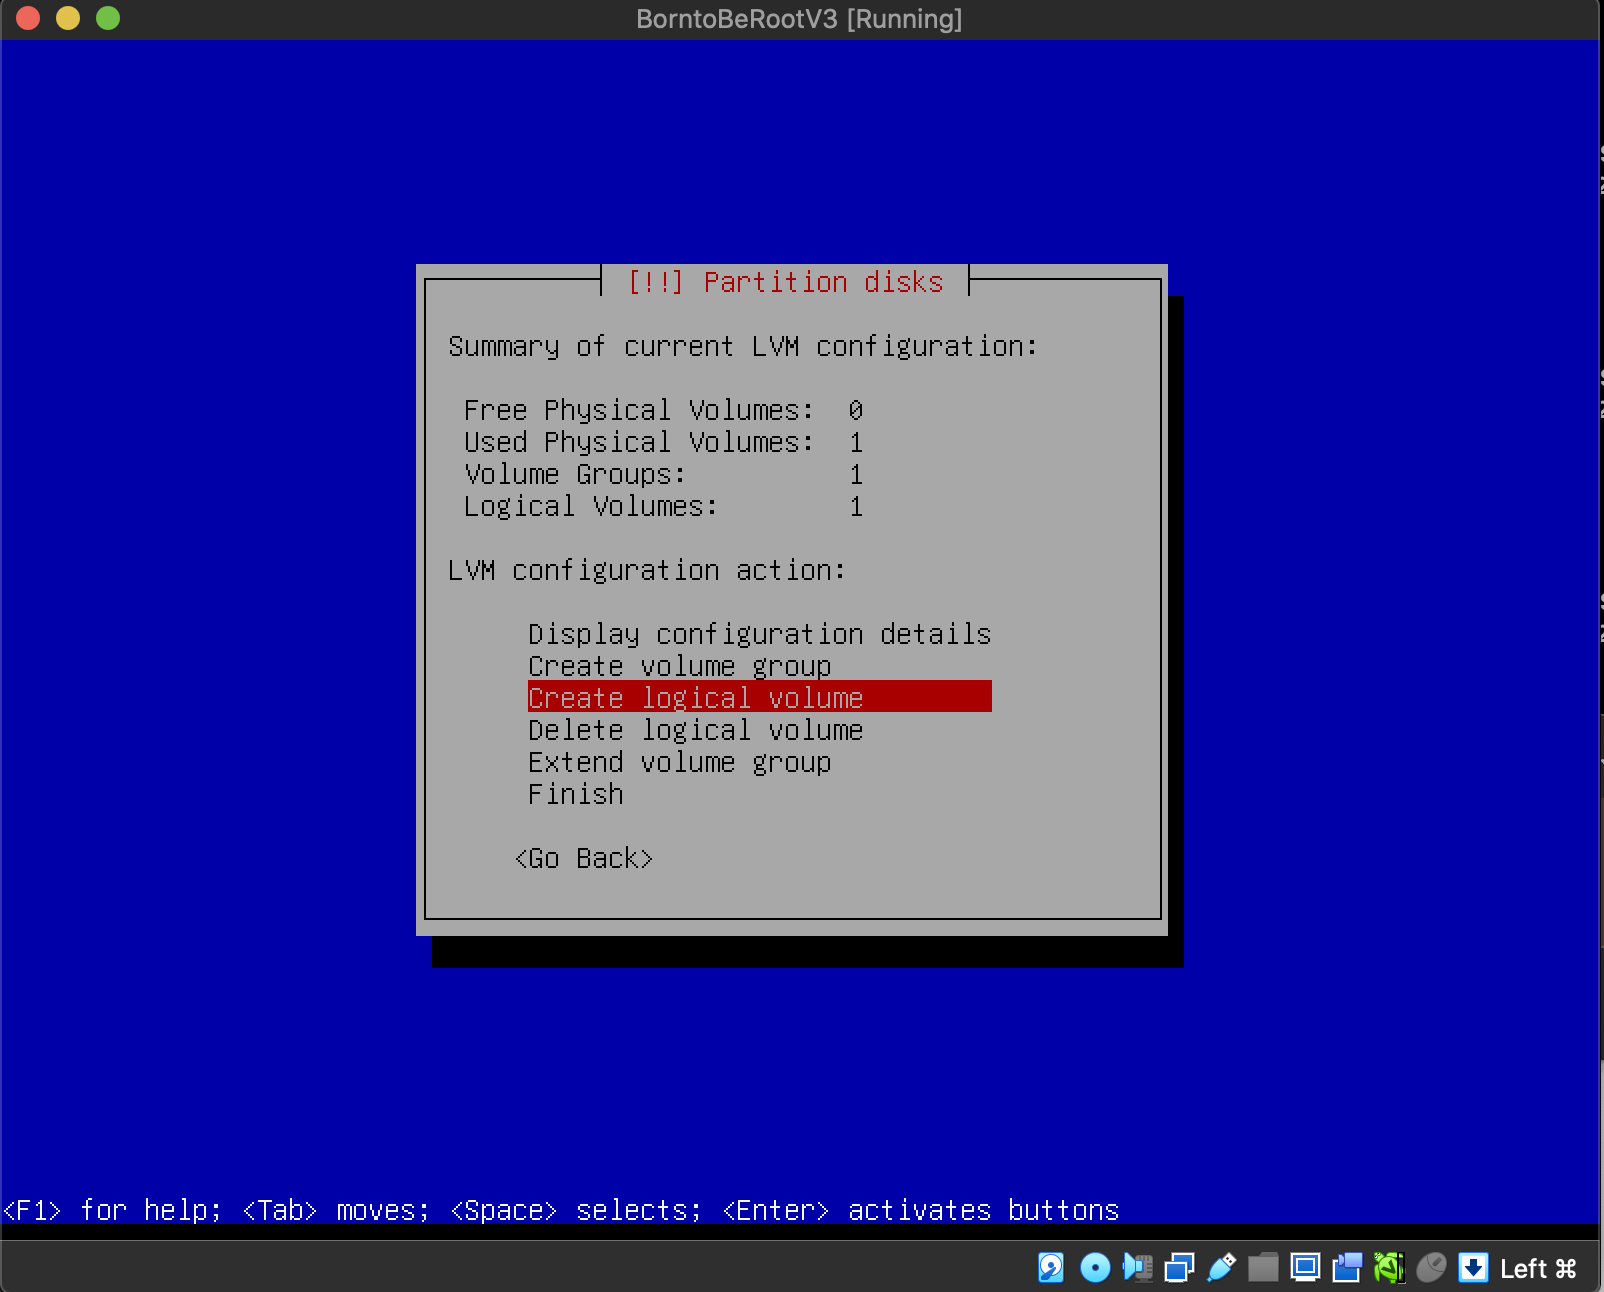 BorntoBeRootV3 [Running]
[!!] Partition disks
Summary of current LVM configuration:
Free Physical Volumes: 0
Used Physical Volumes: 1
Volume Groups: 1
Logical Volumes: 1
LVM configuration action:
Display configuration details
Create volume group
Create logical volume
Delete logical volume
Extend volume group
Finish
<Go Back>
<F1> for help; <Tab> moves; <Space> selects; <Enter> activates buttons
Left ⌘